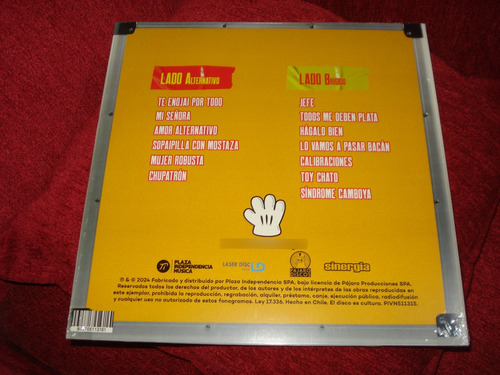 LADO ALTERNATIVO
TE ENOJAI POR TODO
MI SEÑORA
AMOR ALTERNATIVO
SOPAIPILLA CON MOSTAZA
MUJER ROBUSTA
CHUPATRÓN
LADO B
JEFE
TODOS ME DEBEN PLATA
HÁGALO BIEN
LO VAMOS A PASAR BACÁN
CALIBRACIONES
TOY CHATO
SÍNDROME CAMBOYA
PLAZA
INDEPENDENCIA
MÚSICA
LASER DISC
LD
PÁJARO
DISCOS
sinergia
℗ & © 2024 Fabricado y distribuido por Plaza Independencia SPA, bajo licencia de Pájaro Producciones SPA.
Reservados todos los derechos del productor, de los autores y de los intérpretes de las obras reproducidas en
este ejemplar, prohibida la reproducción, regrabación, alquiler, préstamo, canje, ejecución pública, radiodifusión
y cualquier uso no autorizado de estos fonogramas. Ley 17.336. Hecho en Chile. El disco es cultura. PIVN511315.